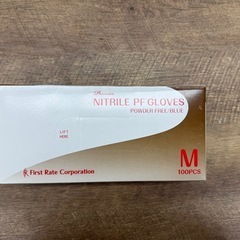 NITRILE PF GLOVES
POWDER FREE/BLUE
LIFT
HERE
First Rate Corporation
M
100PCS